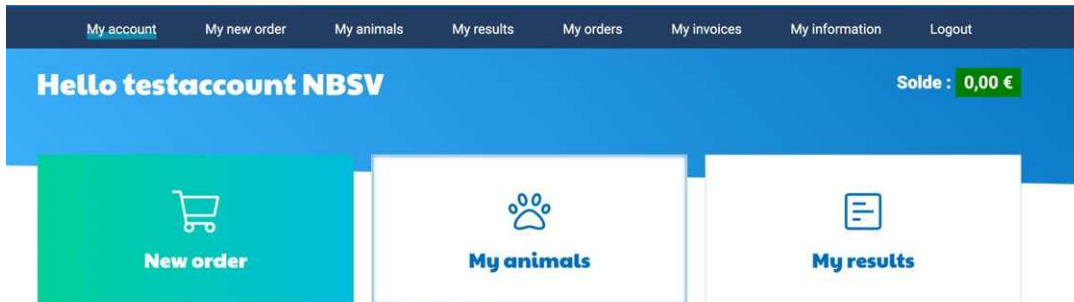 My account My new order My animals My results My orders My invoices My information Logout
Hello testaccount NBSV
Solde : 0,00 €
New order
My animals
My results